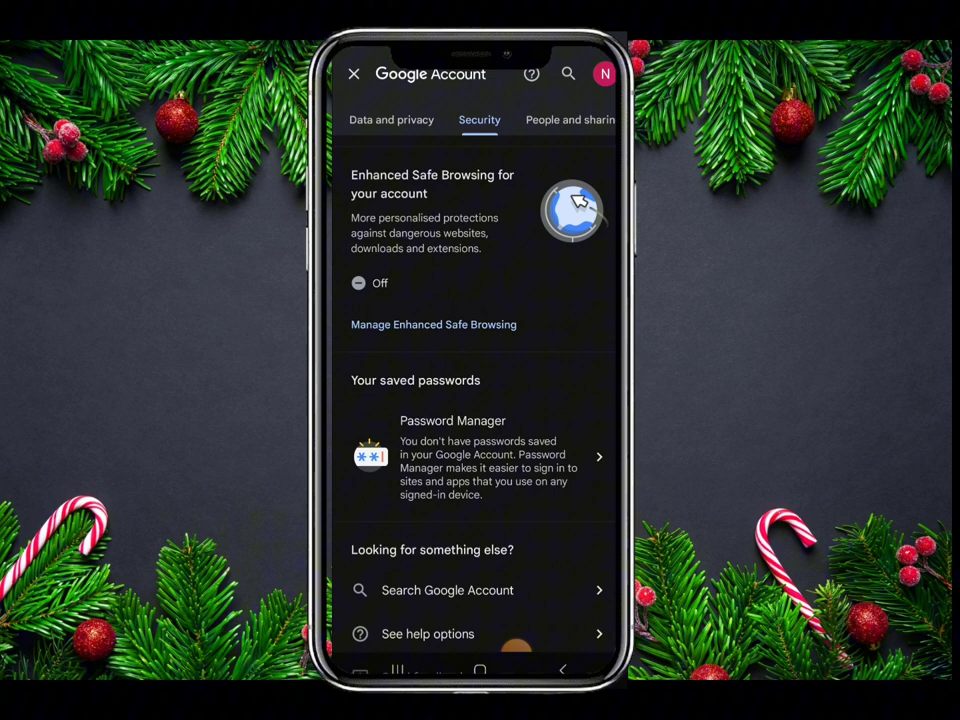 Google Account
N
Data and privacy Security People and sharin
Enhanced Safe Browsing for
your account
More personalised protections
against dangerous websites,
downloads and extensions.
Off
Manage Enhanced Safe Browsing
Your saved passwords
Password Manager
You don't have passwords saved
in your Google Account. Password
Manager makes it easier to sign in to
sites and apps that you use on any
signed-in device.
Looking for something else?
Search Google Account
See help options